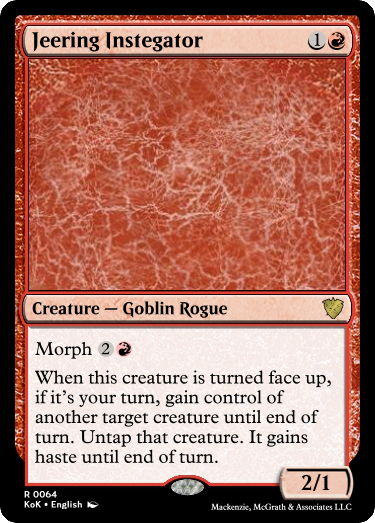 Jeering Instegator 1
Creature — Goblin Rogue
Morph 2
When this creature is turned face up,
if it's your turn, gain control of
another target creature until end of
turn. Untap that creature. It gains
haste until end of turn.
2/1
R 0064
KoK • English
Mackenzie, McGrath & Associates LLC